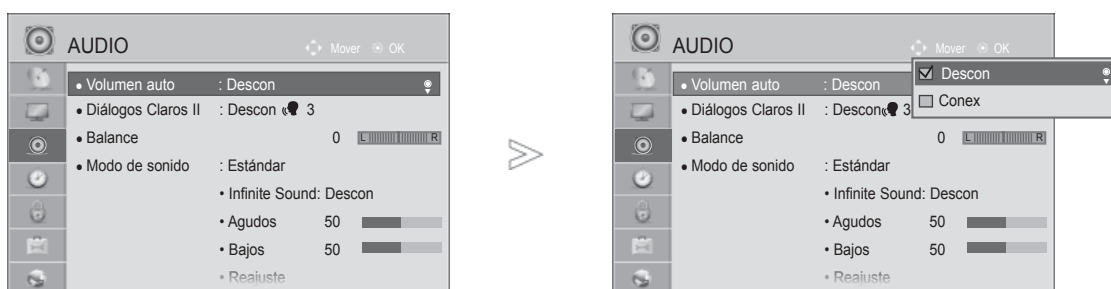 AUDIO
Mover OK
• Volumen auto : Descon
• Diálogos Claros II : Descon 3
• Balance 0 L R
• Modo de sonido : Estándar
• Infinite Sound: Descon
• Agudos 50
• Bajos 50
• Reajuste
AUDIO
Mover OK
• Volumen auto : Descon
Descon
Conex
• Diálogos Claros II : Descon 3
• Balance 0 L R
• Modo de sonido : Estándar
• Infinite Sound: Descon
• Agudos 50
• Bajos 50
• Reajuste